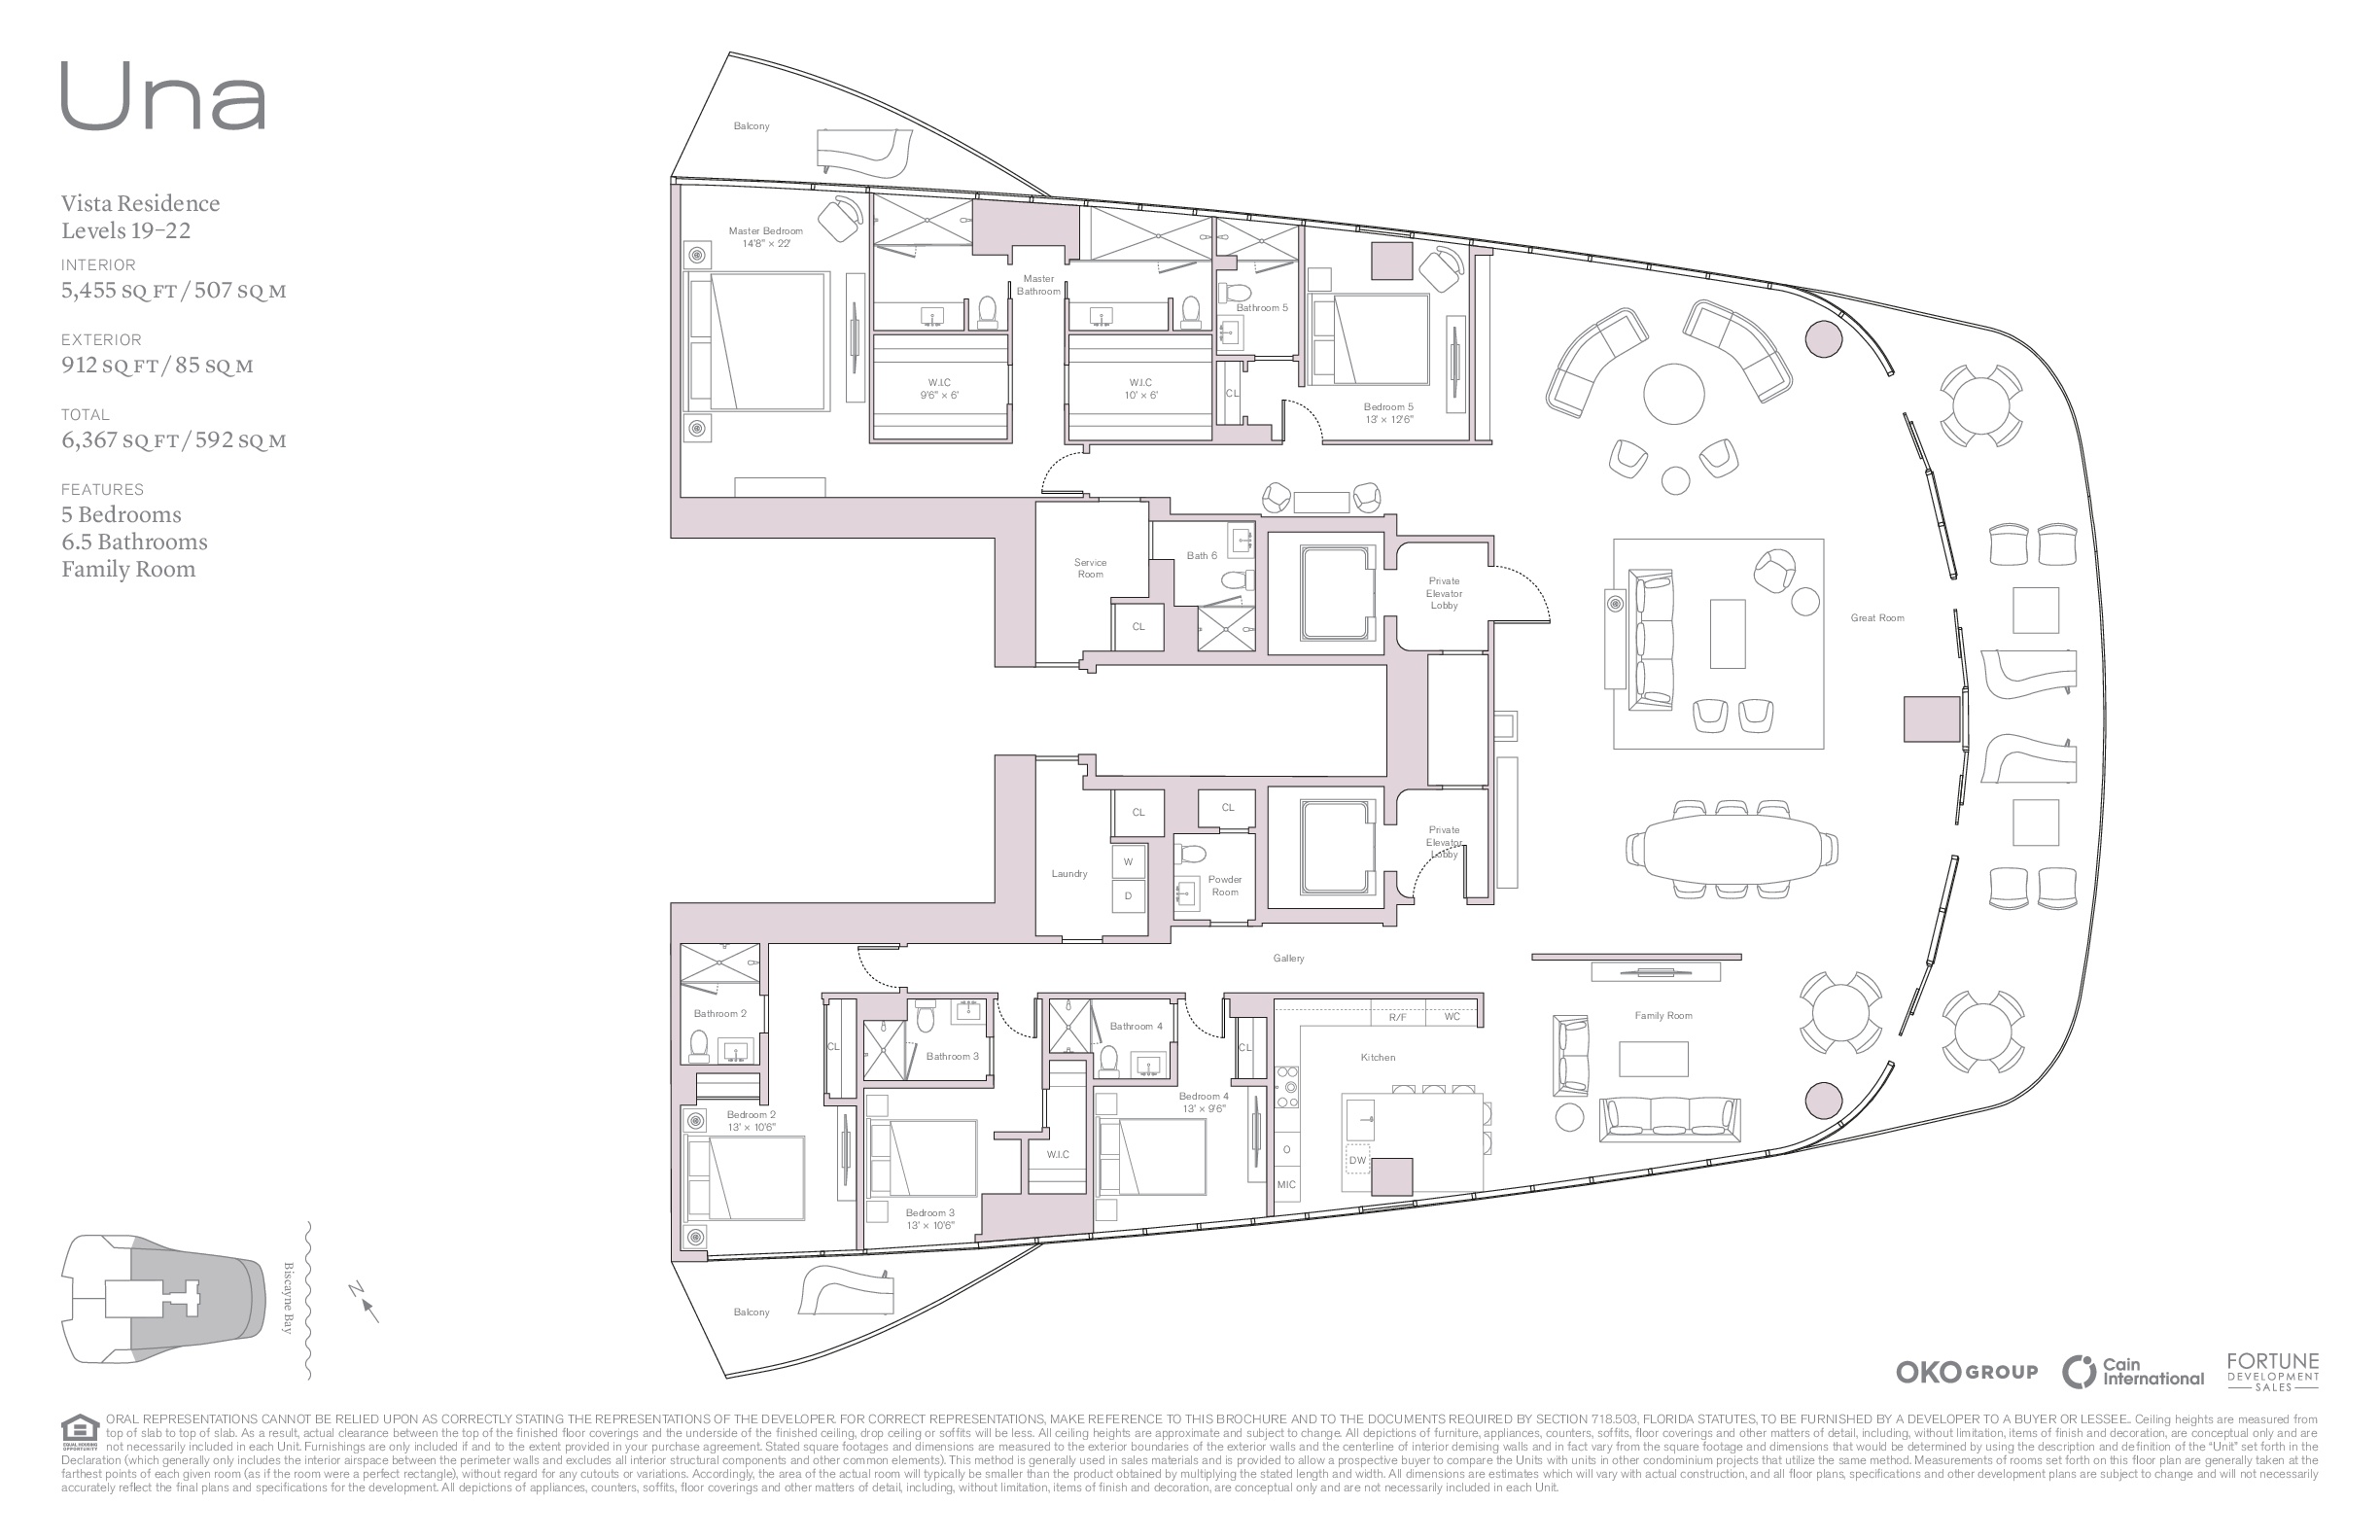 Una
Vista Residence
Levels 19–22
INTERIOR
5,455 SQ FT / 507 SQ M
EXTERIOR
912 SQ FT / 85 SQ M
TOTAL
6,367 SQ FT / 592 SQ M
FEATURES
5 Bedrooms
6.5 Bathrooms
Family Room
Balcony
Master Bedroom
14'8" × 22'
Master
Bathroom
W.I.C
9'6" × 6'
W.I.C
10' × 6'
Bathroom 5
CL
Bedroom 5
13' × 12'6"
Service
Room
Bath 6
CL
Private
Elevator
Lobby
Great Room
CL
CL
W
D
Laundry
Powder
Room
Private
Elevator
Lobby
Gallery
Bathroom 2
CL
Bathroom 3
Bathroom 4
CL
R/F
WC
Kitchen
Family Room
Bedroom 2
13' × 10'6"
Bedroom 4
13' × 9'6"
W.I.C
O
DW
MIC
Bedroom 3
13' × 10'6"
Balcony
Biscayne Bay
N
OKO GROUP
Cain
International
FORTUNE
DEVELOPMENT
SALES
EQUAL HOUSING
OPPORTUNITY
ORAL REPRESENTATIONS CANNOT BE RELIED UPON AS CORRECTLY STATING THE REPRESENTATIONS OF THE DEVELOPER. FOR CORRECT REPRESENTATIONS, MAKE REFERENCE TO THIS BROCHURE AND TO THE DOCUMENTS REQUIRED BY SECTION 718.503, FLORIDA STATUTES, TO BE FURNISHED BY A DEVELOPER TO A BUYER OR LESSEE.. Ceiling heights are measured from
top of slab to top of slab. As a result, actual clearance between the top of the finished floor coverings and the underside of the finished ceiling, drop ceiling or soffits will be less. All ceiling heights are approximate and subject to change. All depictions of furniture, appliances, counters, soffits, floor coverings and other matters of detail, including, without limitation, items of finish and decoration, are conceptual only and are
not necessarily included in each Unit. Furnishings are only included if and to the extent provided in your purchase agreement. Stated square footages and dimensions are measured to the exterior boundaries of the exterior walls and the centerline of interior demising walls and in fact vary from the square footage and dimensions that would be determined by using the description and definition of the “Unit” set forth in the
Declaration (which generally only includes the interior airspace between the perimeter walls and excludes all interior structural components and other common elements). This method is generally used in sales materials and is provided to allow a prospective buyer to compare the Units with units in other condominium projects that utilize the same method. Measurements of rooms set forth on this floor plan are generally taken at the
farthest points of each given room (as if the room were a perfect rectangle), without regard for any cutouts or variations. Accordingly, the area of the actual room will typically be smaller than the product obtained by multiplying the stated length and width. All dimensions are estimates which will vary with actual construction, and all floor plans, specifications and other development plans are subject to change and will not necessarily
accurately reflect the final plans and specifications for the development. All depictions of appliances, counters, soffits, floor coverings and other matters of detail, including, without limitation, items of finish and decoration, are conceptual only and are not necessarily included in each Unit.